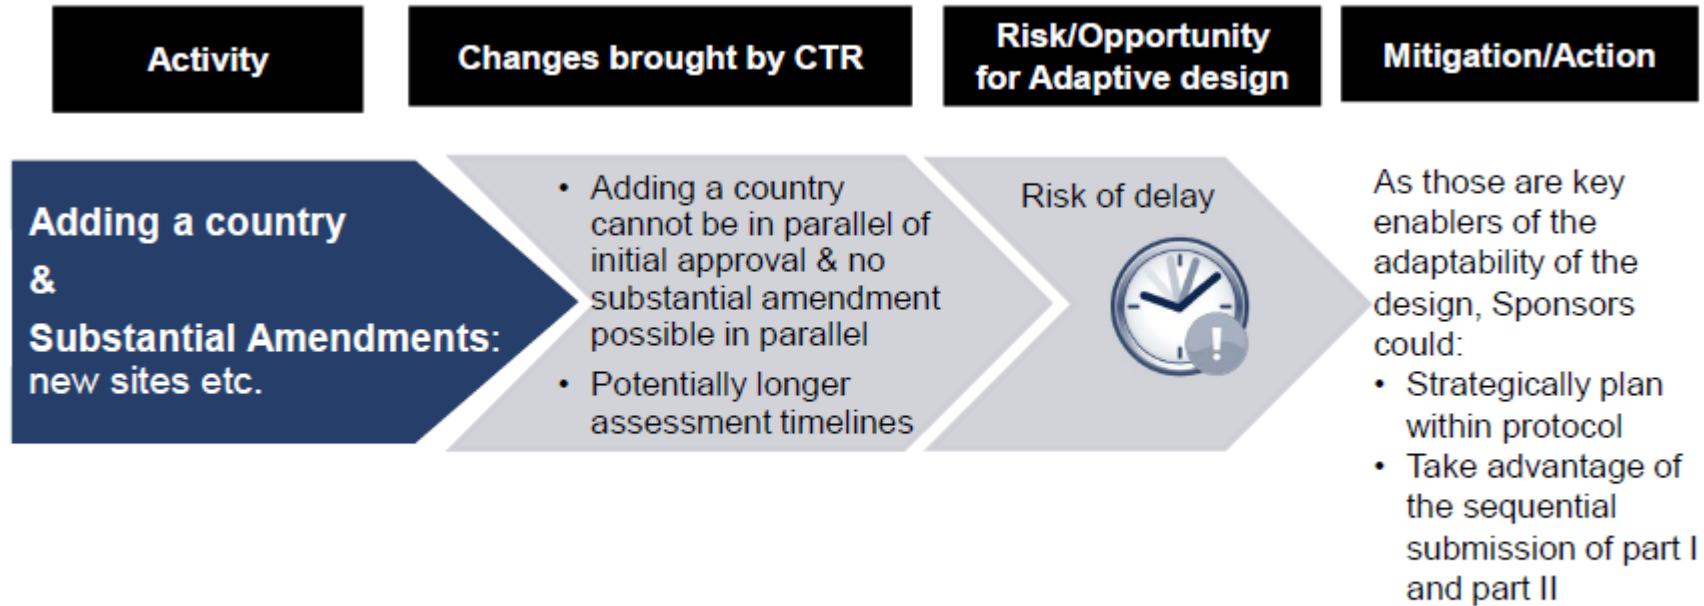 Activity
Changes brought by CTR
Risk/Opportunity
for Adaptive design
Mitigation/Action
Adding a country
&
Substantial Amendments:
new sites etc.
• Adding a country
cannot be in parallel of
initial approval & no
substantial amendment
possible in parallel
• Potentially longer
assessment timelines
Risk of delay
!
As those are key
enablers of the
adaptability of the
design, Sponsors
could:
• Strategically plan
within protocol
• Take advantage of
the sequential
submission of part I
and part II